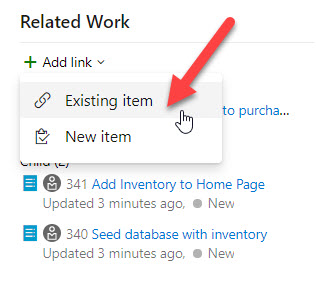 Related Work
+ Add link
Existing item
to purcha...
New item
Child (2)
341 Add Inventory to Home Page
Updated 3 minutes ago, New
340 Seed database with inventory
Updated 3 minutes ago, New